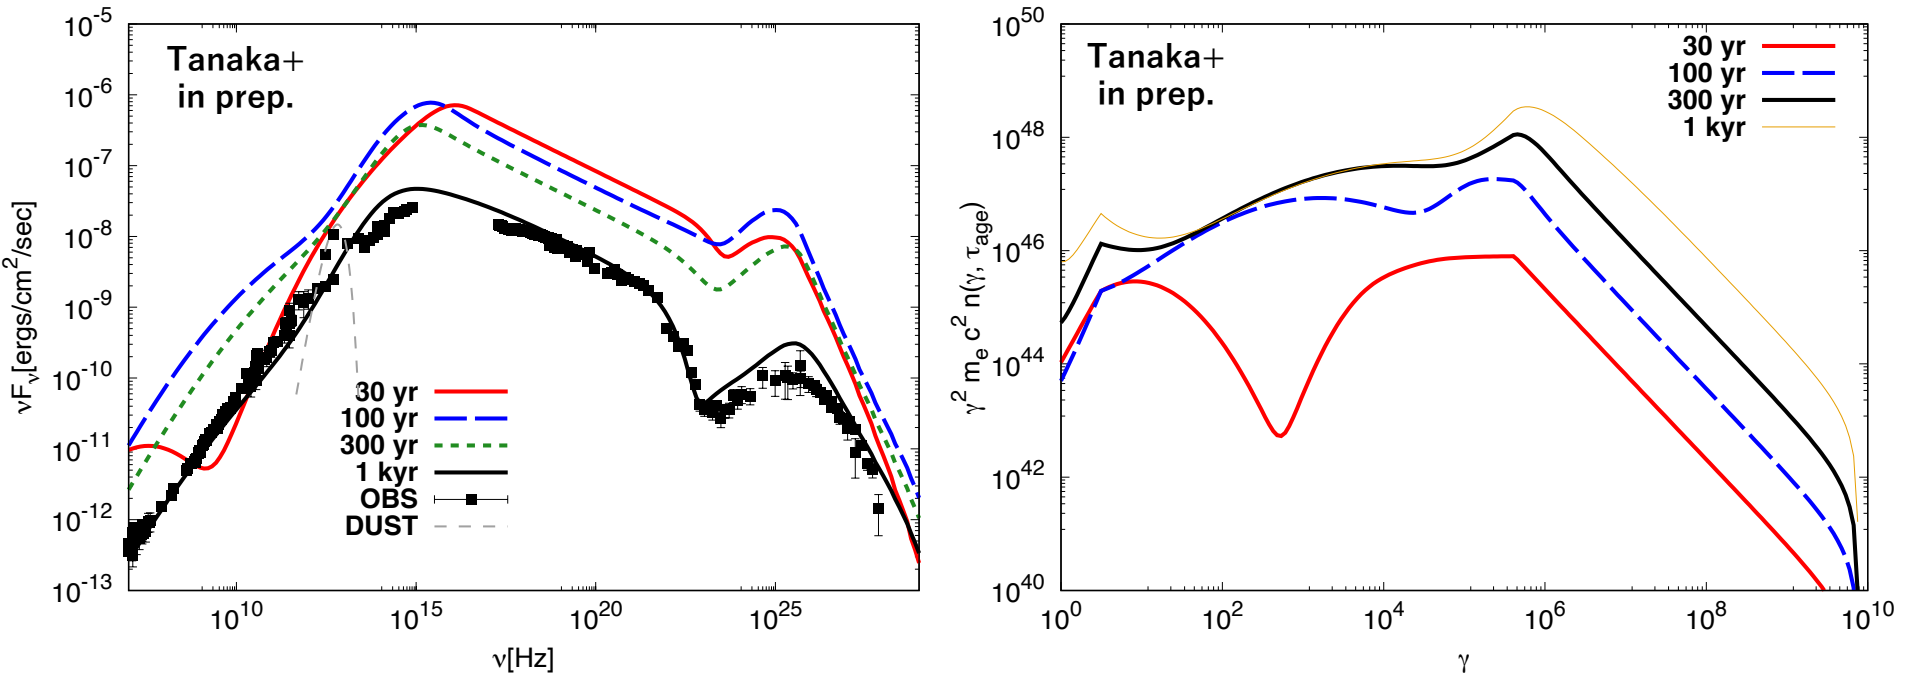 Tanaka+
in prep.
10^-5
10^-6
10^-7
10^-8
10^-9
10^-10
10^-11
10^-12
10^-13
νFν[ergs/cm^2/sec]
30 yr
100 yr
300 yr
1 kyr
OBS
DUST
10^10
10^15
10^20
10^25
ν[Hz]
Tanaka+
in prep.
30 yr
100 yr
300 yr
1 kyr
10^50
10^48
10^46
10^44
10^42
10^40
γ^2 m_e c^2 n(γ, τ_age)
10^0
10^2
10^4
10^6
10^8
10^10
γ